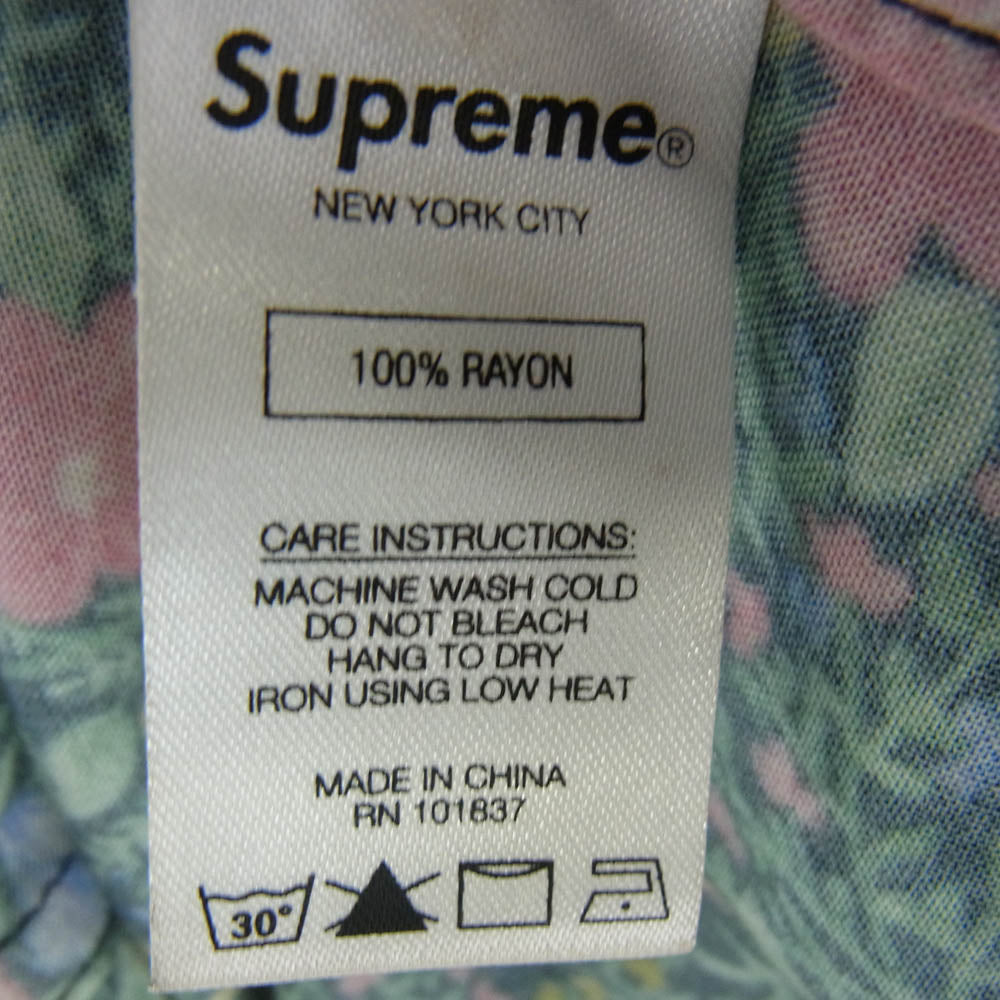 Supreme®
NEW YORK CITY
100% RAYON
CARE INSTRUCTIONS:
MACHINE WASH COLD
DO NOT BLEACH
HANG TO DRY
IRON USING LOW HEAT
MADE IN CHINA
RN 101837
30°